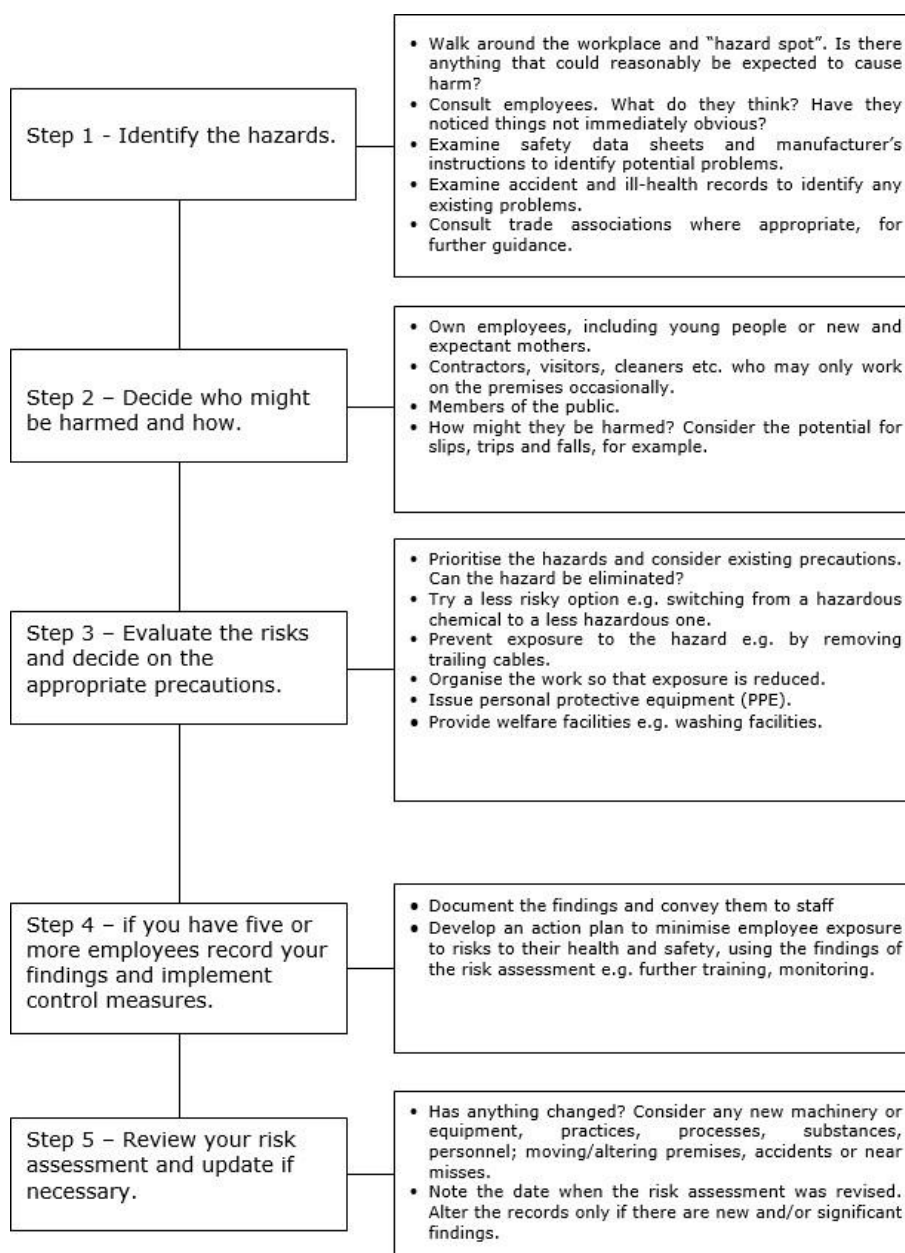 Step 1 - Identify the hazards.
• Walk around the workplace and “hazard spot”. Is there
anything that could reasonably be expected to cause
harm?
• Consult employees. What do they think? Have they
noticed things not immediately obvious?
• Examine safety data sheets and manufacturer’s
instructions to identify potential problems.
• Examine accident and ill-health records to identify any
existing problems.
• Consult trade associations where appropriate, for
further guidance.
Step 2 – Decide who might
be harmed and how.
• Own employees, including young people or new and
expectant mothers.
• Contractors, visitors, cleaners etc. who may only work
on the premises occasionally.
• Members of the public.
• How might they be harmed? Consider the potential for
slips, trips and falls, for example.
Step 3 – Evaluate the risks
and decide on the
appropriate precautions.
• Prioritise the hazards and consider existing precautions.
Can the hazard be eliminated?
• Try a less risky option e.g. switching from a hazardous
chemical to a less hazardous one.
• Prevent exposure to the hazard e.g. by removing
trailing cables.
• Organise the work so that exposure is reduced.
• Issue personal protective equipment (PPE).
• Provide welfare facilities e.g. washing facilities.
Step 4 – if you have five or
more employees record your
findings and implement
control measures.
• Document the findings and convey them to staff
• Develop an action plan to minimise employee exposure
to risks to their health and safety, using the findings of
the risk assessment e.g. further training, monitoring.
Step 5 – Review your risk
assessment and update if
necessary.
• Has anything changed? Consider any new machinery or
equipment, practices, processes, substances,
personnel; moving/altering premises, accidents or near
misses.
• Note the date when the risk assessment was revised.
Alter the records only if there are new and/or significant
findings.